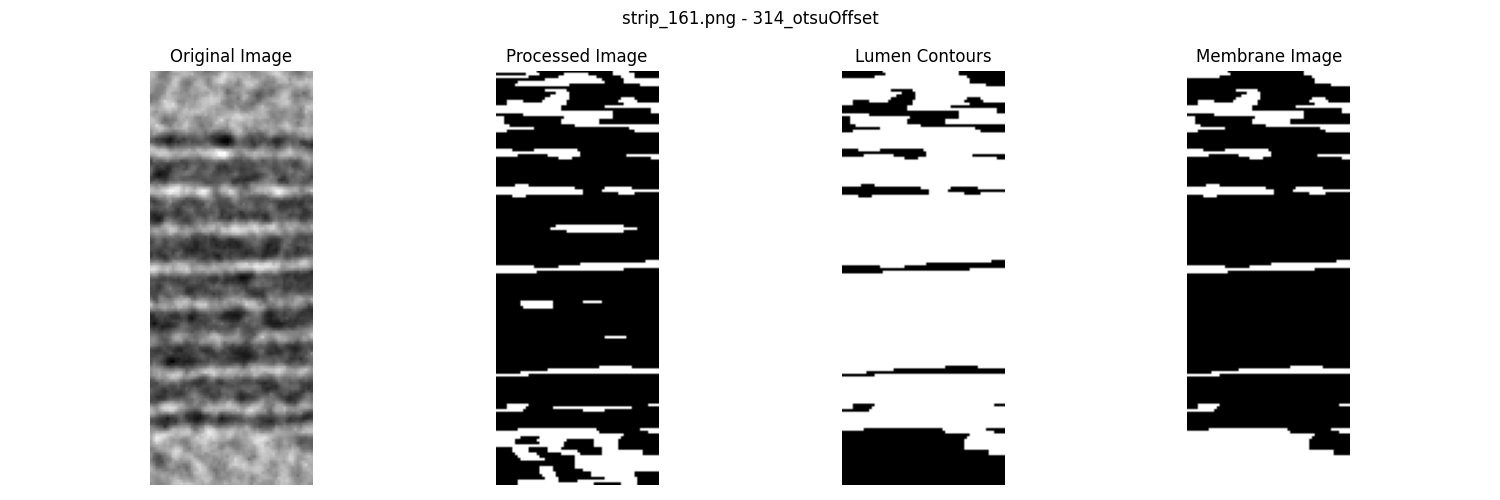 strip_161.png - 314_otsuOffset
Original Image
Processed Image
Lumen Contours
Membrane Image